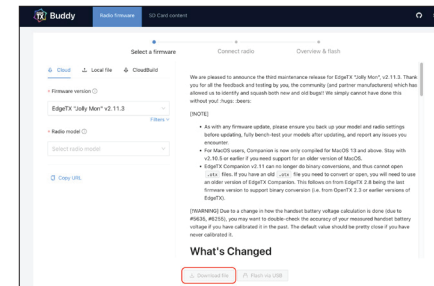 Buddy Radio firmware SD Card content
Select a firmware Connect radio Overview & flash
Cloud Local file CloudBuild
* Firmware version
EdgeTX "Jolly Mon" v2.11.3
Filters
* Radio model
Select radio model
Copy URL
We are pleased to announce the third maintenance release for EdgeTX "Jolly Mon", v2.11.3. Thank
you for all the feedback and testing by you, the community (and partner manufacturers) which has
allowed us to identify and squash both new and old bugs!! We simply cannot have done this
without you! :hugs: :beers:
[!NOTE]
• As with any firmware update, please ensure you back up your model and radio settings
before updating, fully bench-test your models after updating, and report any issues you
encounter.
• For MacOS users, Companion is now only compiled for MacOS 13 and above. Stay with
v2.10.5 or earlier if you need support for an older version of MacOS.
• EdgeTX Companion v2.11 can no longer do binary conversions, and thus cannot open
.otx files. If you have an old .etx file you need to convert or open, you will need to use
an older version of EdgeTX Companion. This follows on from EdgeTX 2.8 being the last
firmware version to support binary conversion (i.e. from OpenTX 2.3 or earlier versions of
EdgeTX).
[!WARNING] Due to a change in how the handset battery voltage calculation is done (due to
#5636, #6255), you may want to double-check the accuracy of your measured handset battery
voltage if you have calibrated it in the past. The default value should be pretty close if you have
never calibrated it.
What's Changed
Download file Flash via USB